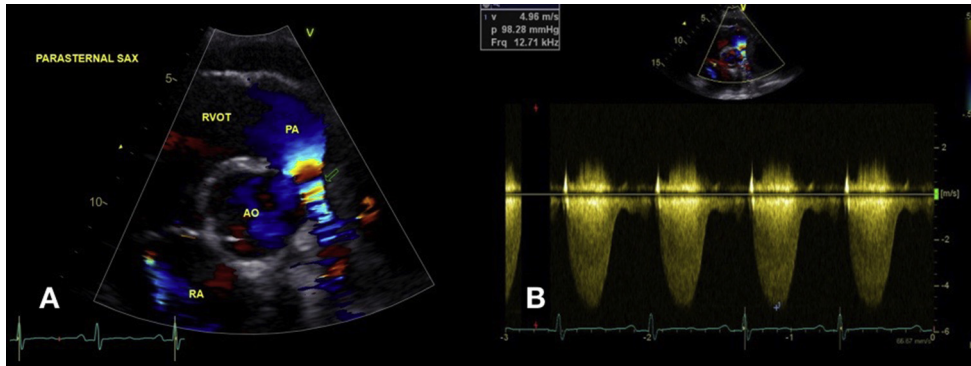 V
PARASTERNAL SAX
5
RVOT
PA
10
AO
RA
A
1 v 4.96 m/s
p 98.28 mmHg
Frq 12.71 kHz
V
5
10
15
2
[m/s]
-2
-4
-6
B
-3
-2
-1
0